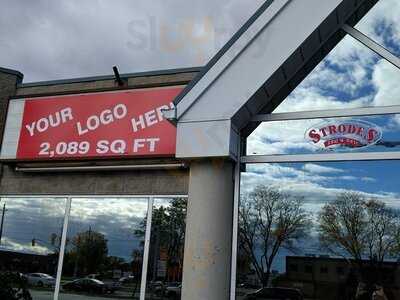 YOUR LOGO HERE
2,089 SQ FT
STRODES